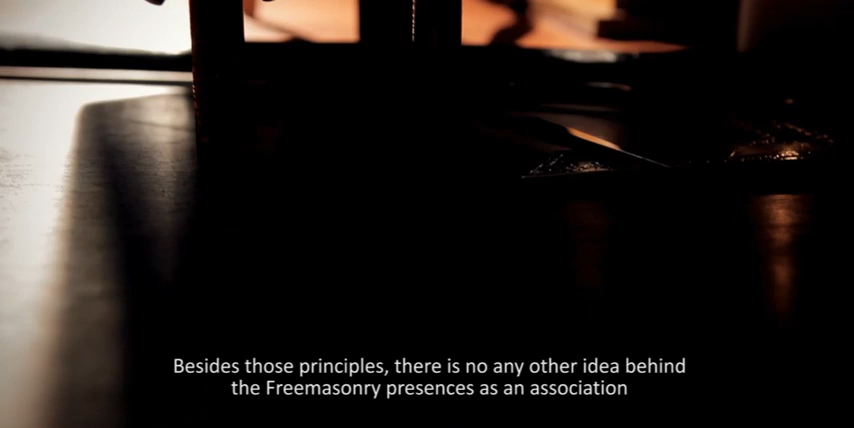 Besides those principles, there is no any other idea behind
the Freemasonry presences as an association